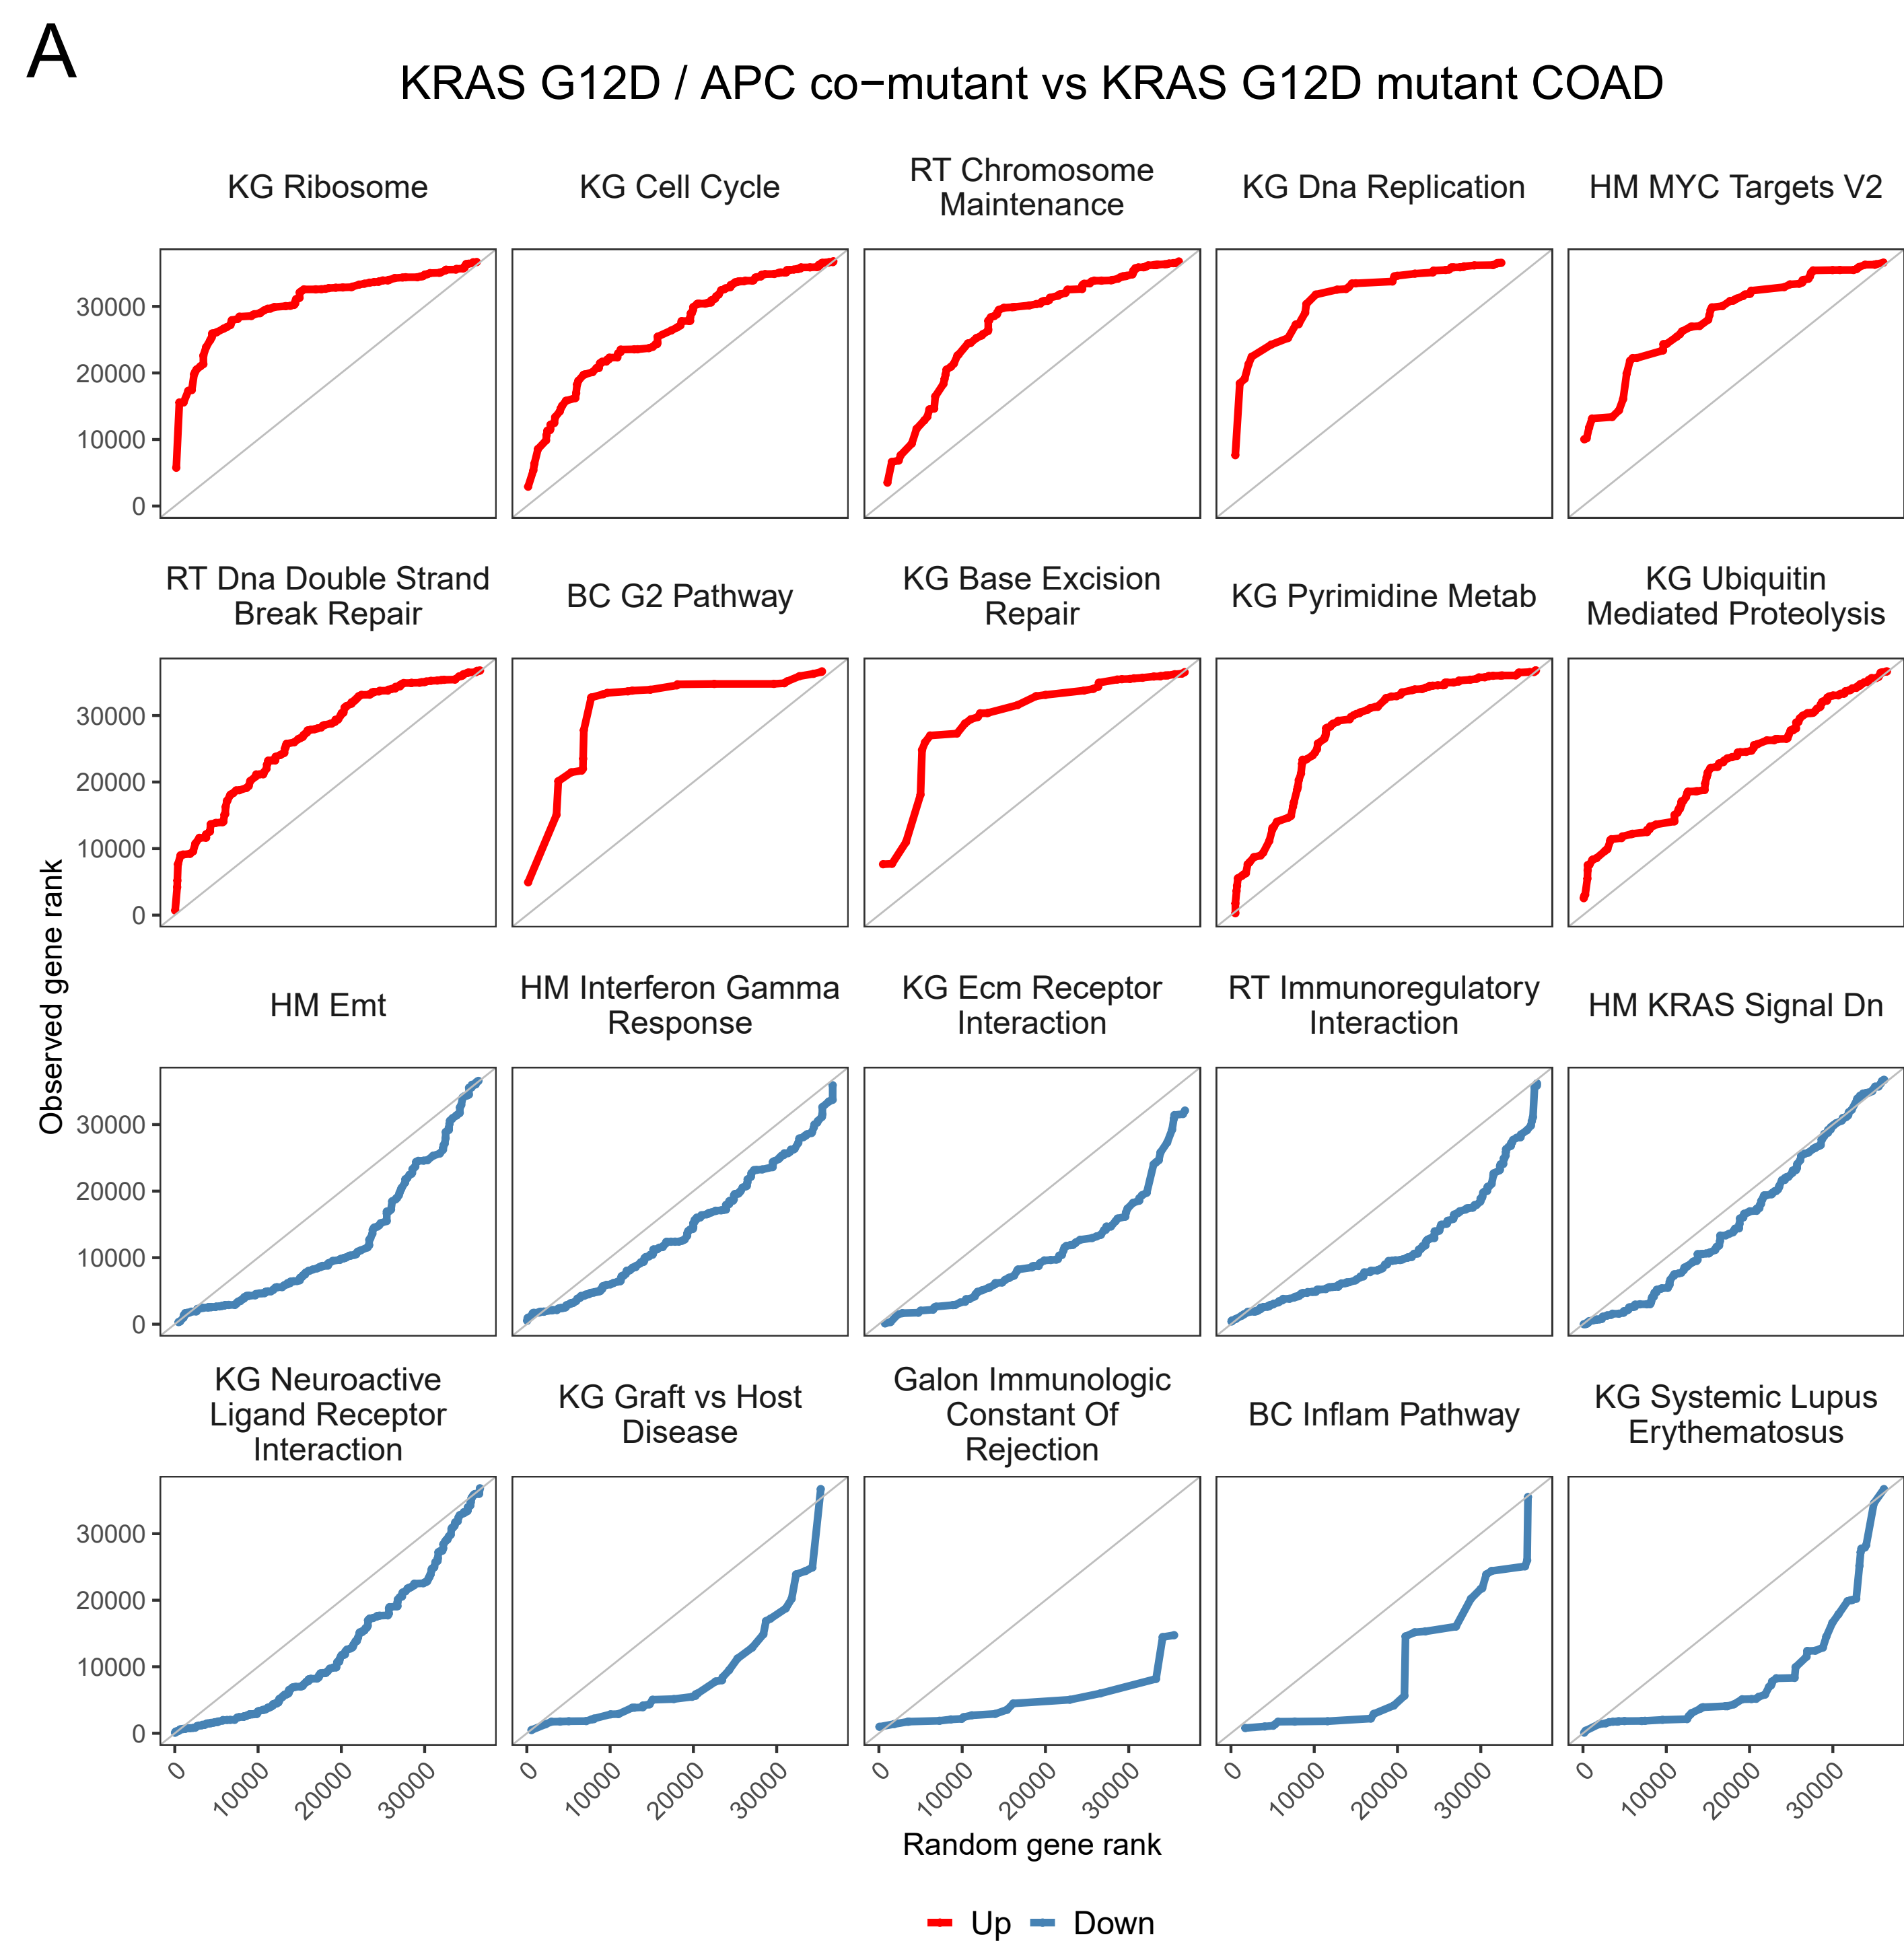 A
KRAS G12D / APC co−mutant vs KRAS G12D mutant COAD
KG Ribosome
KG Cell Cycle
RT Chromosome
Maintenance
KG Dna Replication
HM MYC Targets V2
30000
20000
10000
0
RT Dna Double Strand
Break Repair
BC G2 Pathway
KG Base Excision
Repair
KG Pyrimidine Metab
KG Ubiquitin
Mediated Proteolysis
30000
20000
10000
0
Observed gene rank
HM Emt
HM Interferon Gamma
Response
KG Ecm Receptor
Interaction
RT Immunoregulatory
Interaction
HM KRAS Signal Dn
30000
20000
10000
0
KG Neuroactive
Ligand Receptor
Interaction
KG Graft vs Host
Disease
Galon Immunologic
Constant Of
Rejection
BC Inflam Pathway
KG Systemic Lupus
Erythematosus
30000
20000
10000
0
0 10000 20000 30000
0 10000 20000 30000
0 10000 20000 30000
0 10000 20000 30000
0 10000 20000 30000
Random gene rank
Up Down